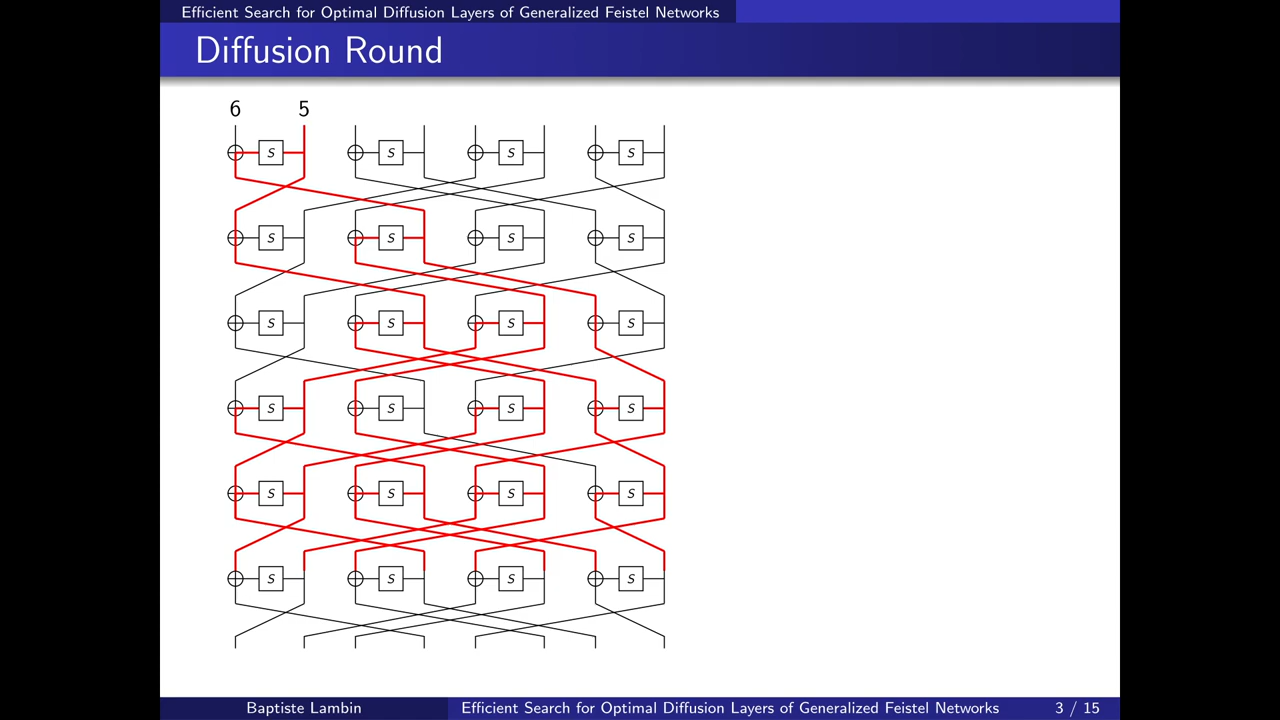 Efficient Search for Optimal Diffusion Layers of Generalized Feistel Networks
Diffusion Round
6 5
S S S S
S S S S
S S S S
S S S S
S S S S
S S S S
Baptiste Lambin Efficient Search for Optimal Diffusion Layers of Generalized Feistel Networks 3 / 15